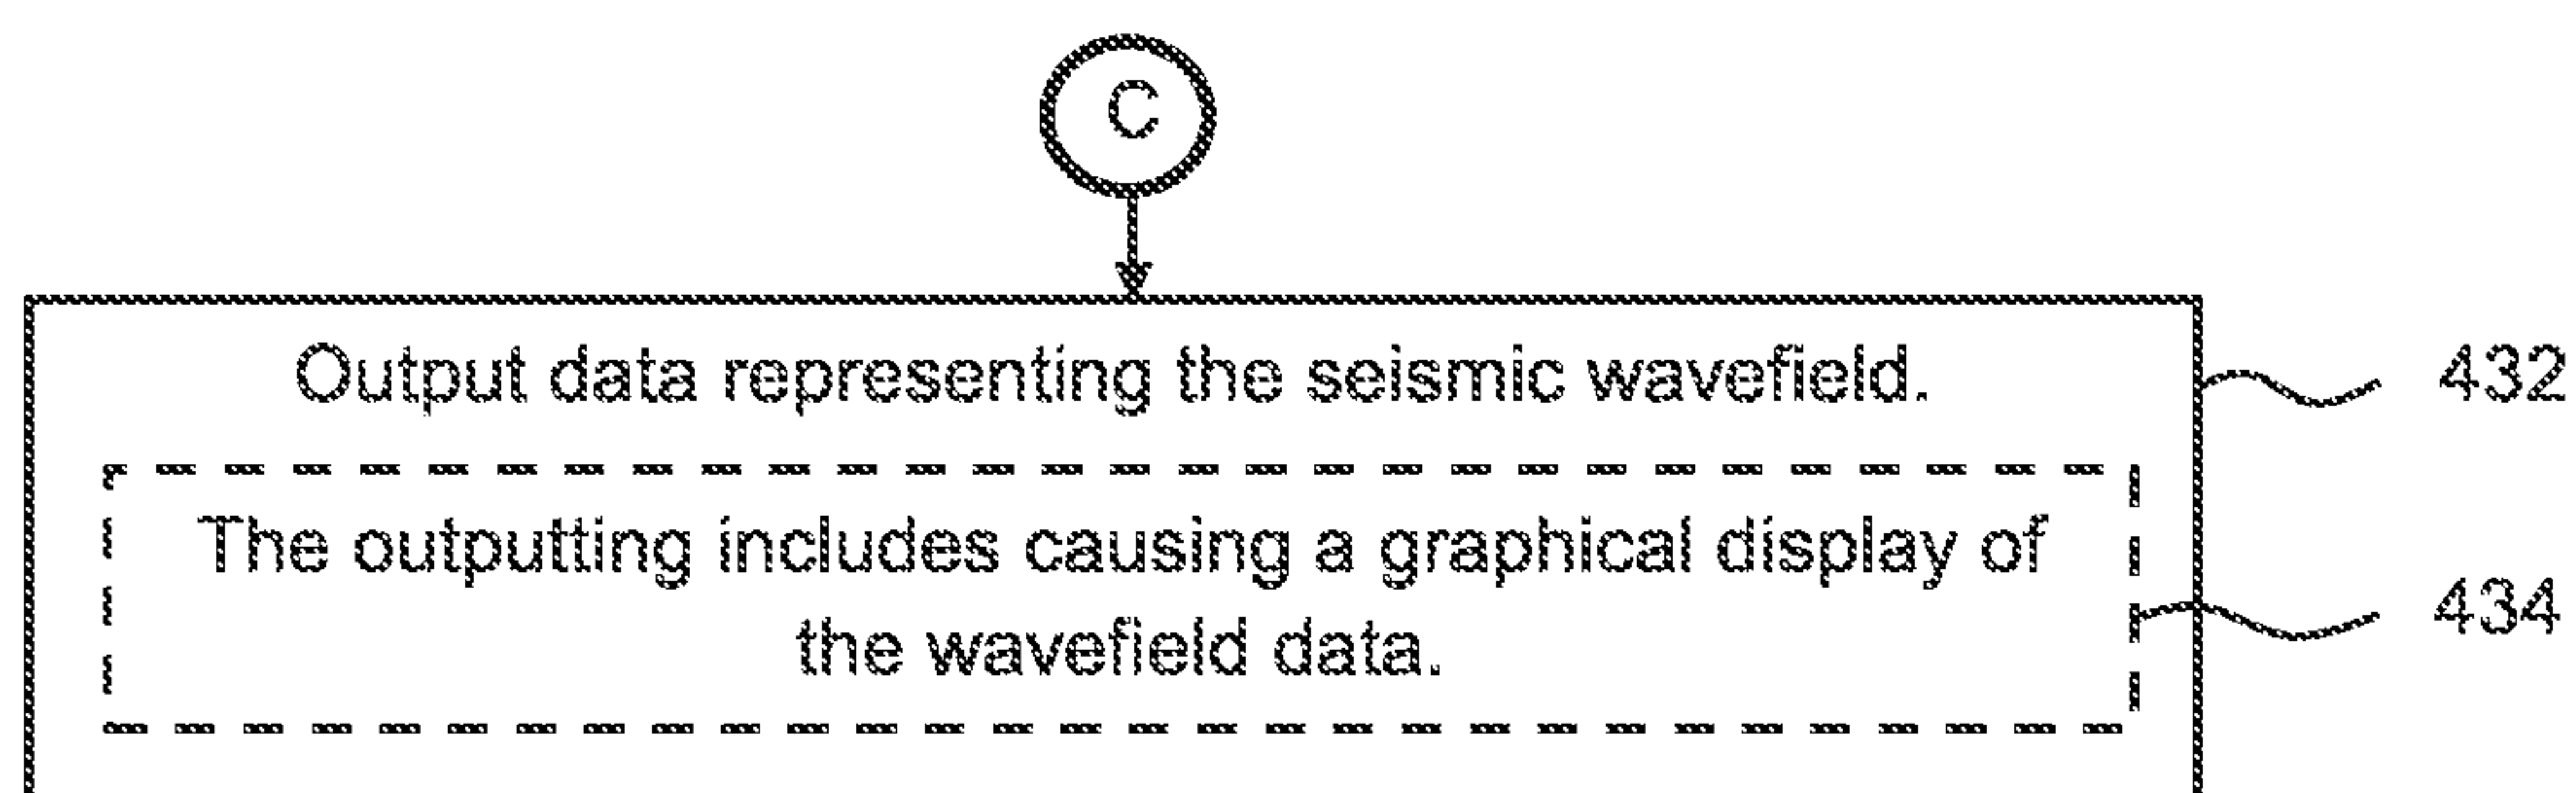 C
Output data representing the seismic wavefield.
432
The outputting includes causing a graphical display of
the wavefield data.
434